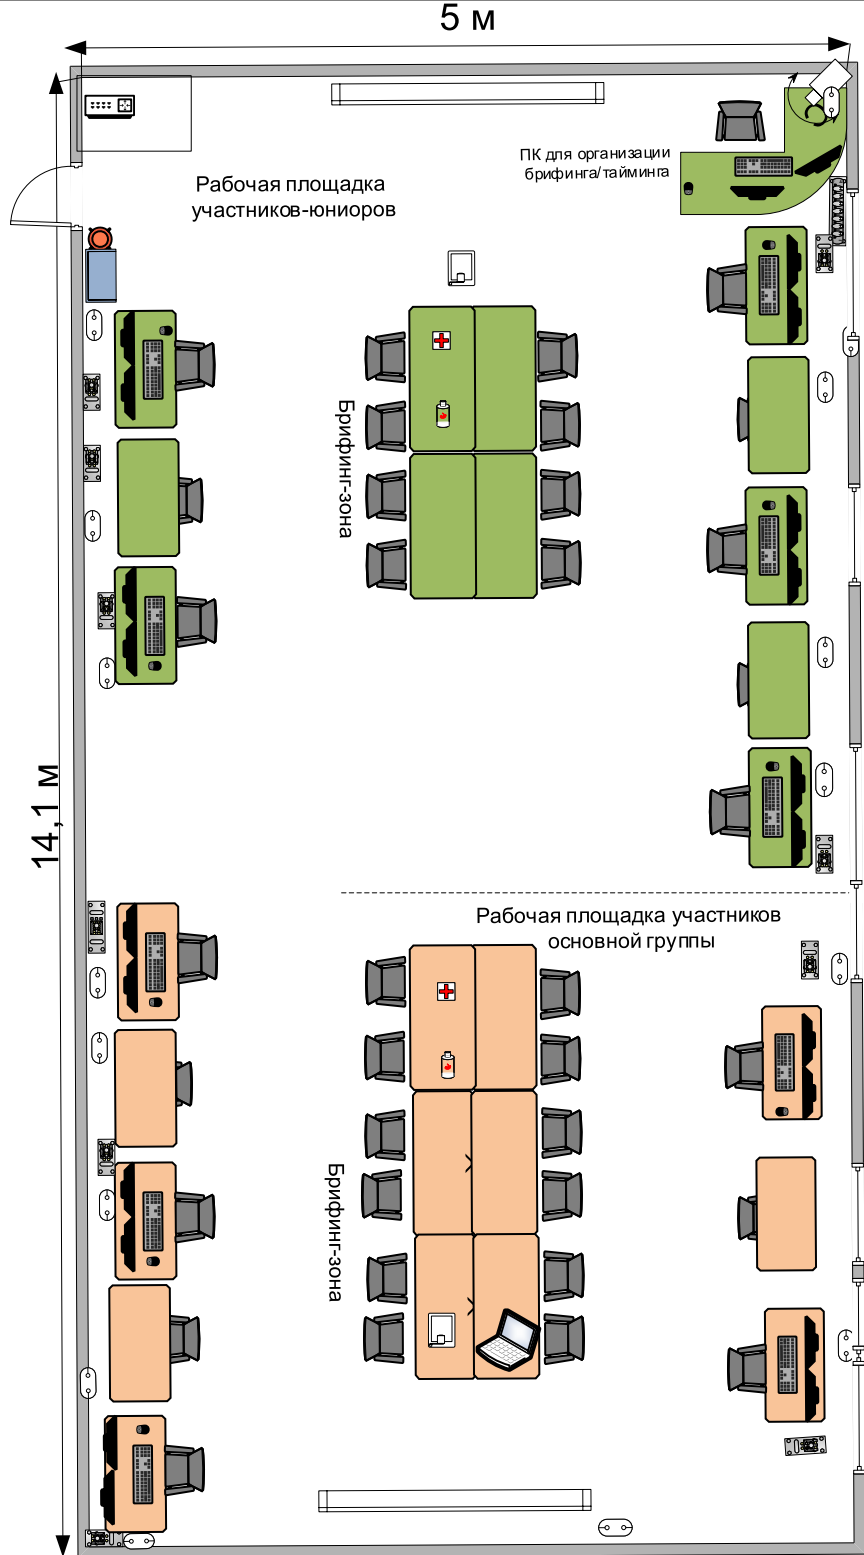 5 м
ПК для организации
брифинга/тайминга
Рабочая площадка
участников-юниоров
Брифинг-зона
14,1 м
Рабочая площадка участников
основной группы
Брифинг-зона